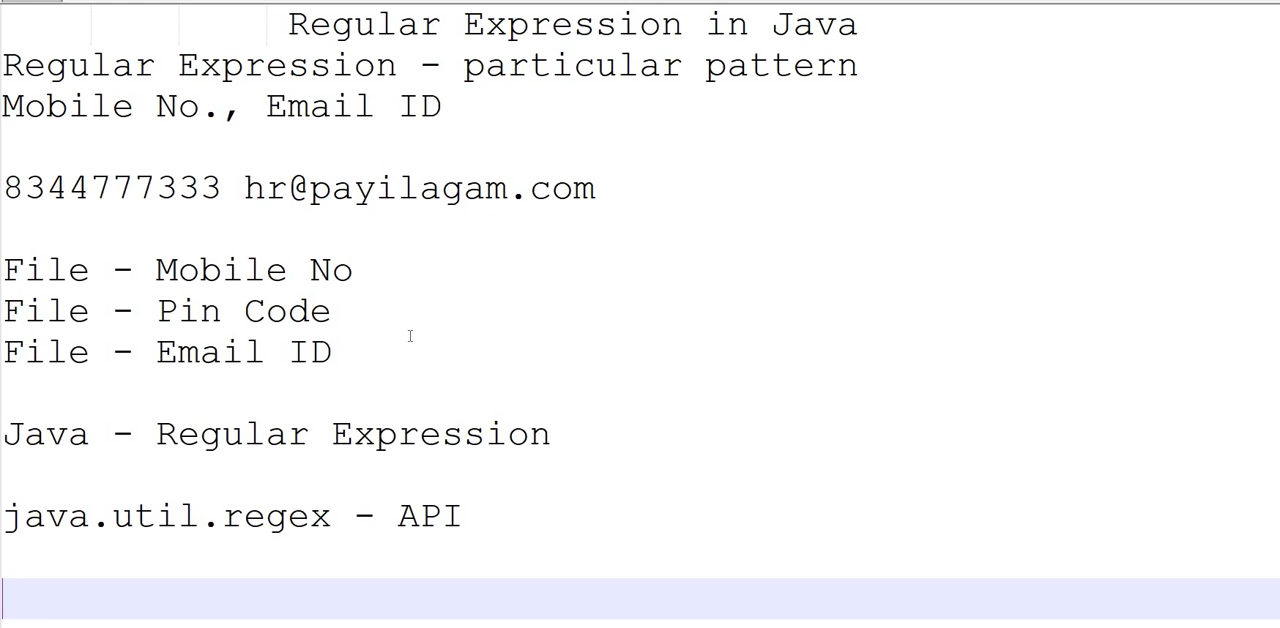 Regular Expression in Java
Regular Expression - particular pattern
Mobile No., Email ID
8344777333 hr@payilagam.com
File - Mobile No
File - Pin Code
File - Email ID
Java - Regular Expression
java.util.regex - API